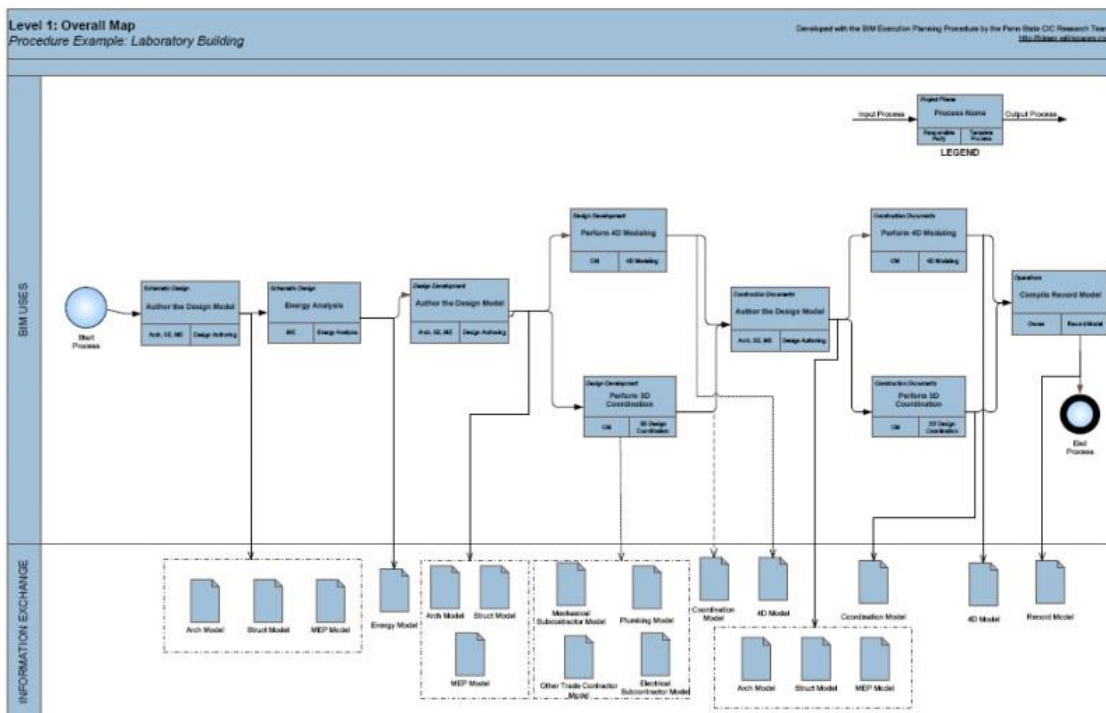 Level 1: Overall Map
Procedure Example: Laboratory Building
Developed with the BIM Execution Planning Procedure by the Penn State CIC Research Team
BIM USES
Input Process
Project Phase
Process Name
Responsible Party
Template Process
Output Process
LEGEND
Start
Process
Schematic Design
Author the Design Model
Arch, SE, ME
Design Authoring
Schematic Design
Energy Analysis
ME
Energy Analysis
Design Development
Author the Design Model
Arch, SE, ME
Design Authoring
Design Development
Perform 4D Modeling
CM
4D Modeling
Design Development
Perform 3D
Coordination
CM
3D Design
Coordination
Construction Documents
Author the Design Model
Arch, SE, ME
Design Authoring
Construction Documents
Perform 4D Modeling
CM
4D Modeling
Construction Documents
Perform 3D
Coordination
CM
3D Design
Coordination
Operations
Compile Record Model
Owner
Record Model
End
Process
INFORMATION EXCHANGE
Arch Model
Struct Model
MEP Model
Energy Model
Arch Model
Struct Model
MEP Model
Mechanical
Subcontractor Model
Plumbing Model
Other Trade Contractor
Model
Electrical
Subcontractor Model
Coordination
Model
4D Model
Arch Model
Struct Model
MEP Model
Coordination Model
4D Model
Record Model